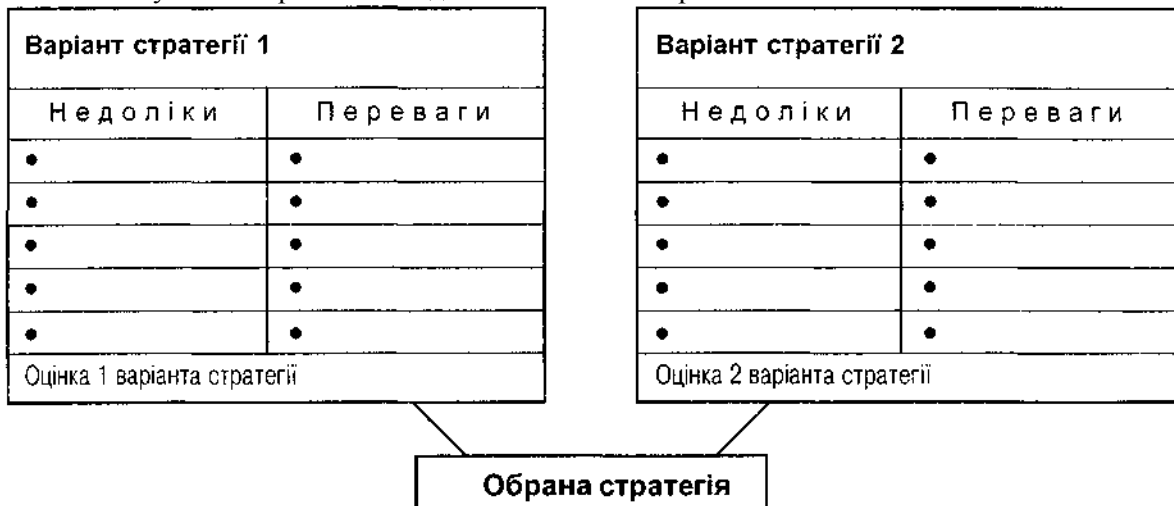 Варіант стратегії 1
Недоліки Переваги
•
•
•
•
•
•
•
•
•
•
Оцінка 1 варіанта стратегії
Варіант стратегії 2
Недоліки Переваги
•
•
•
•
•
•
•
•
•
•
Оцінка 2 варіанта стратегії
Обрана стратегія